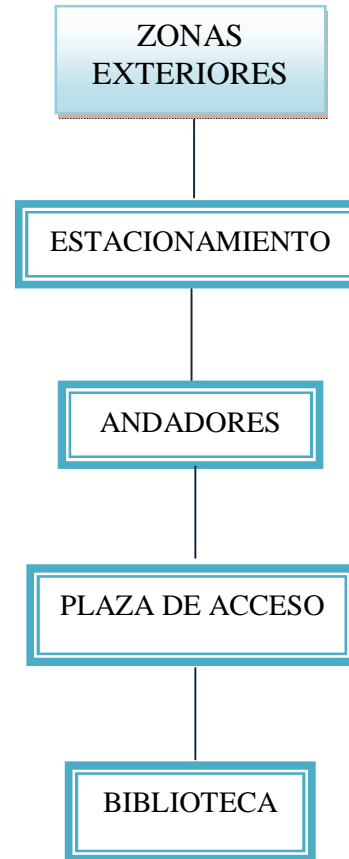 ZONAS
EXTERIORES
ESTACIONAMIENTO
ANDADORES
PLAZA DE ACCESO
BIBLIOTECA